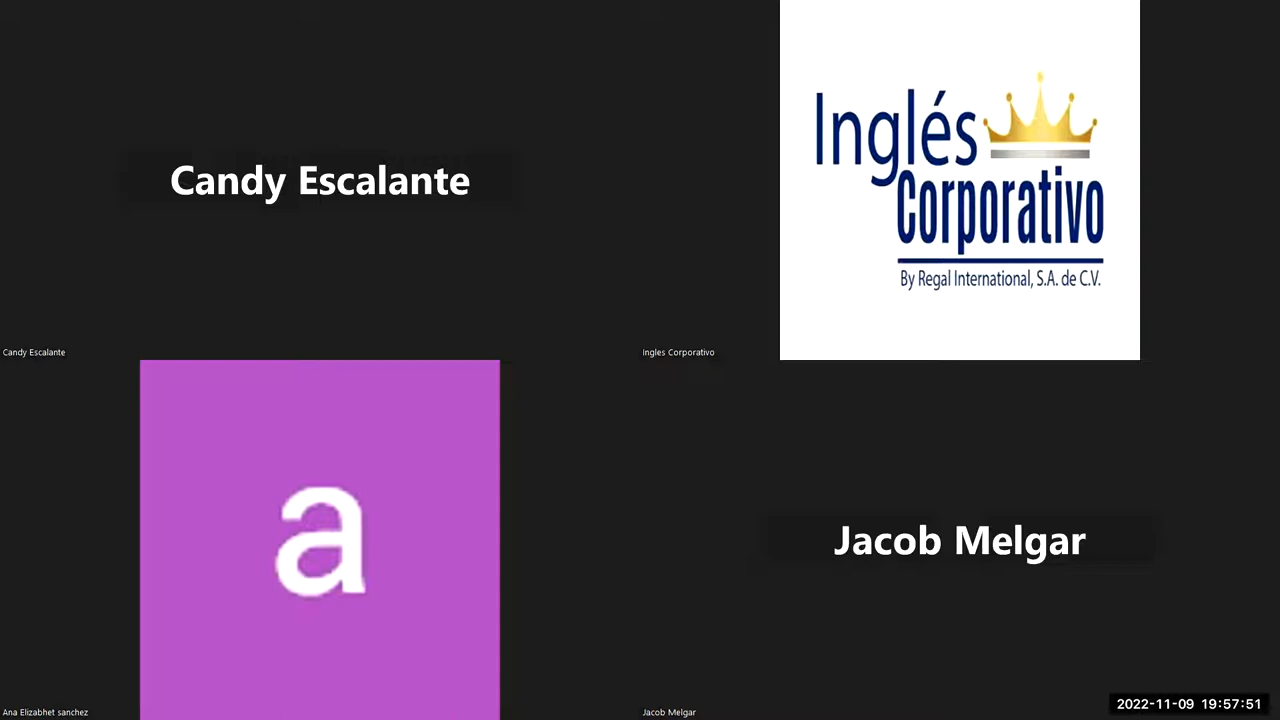 Candy Escalante
Candy Escalante
Inglés
Corporativo
By Regal International, S.A. de C.V.
Ingles Corporativo
a
Ana Elizabhet sanchez
Jacob Melgar
Jacob Melgar
2022-11-09 19:57:51